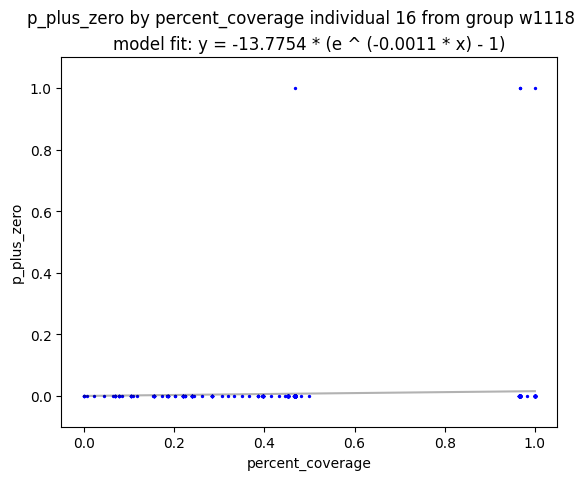 p_plus_zero by percent_coverage individual 16 from group w1118
model fit: y = -13.7754 * (e ^ (-0.0011 * x) - 1)
1.0
0.8
0.6
0.4
0.2
0.0
p_plus_zero
0.0 0.2 0.4 0.6 0.8 1.0
percent_coverage